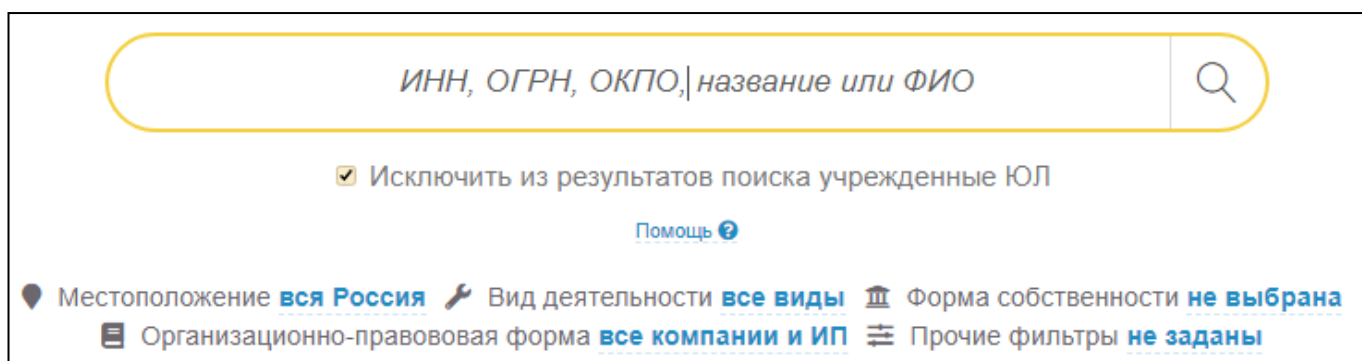 ИНН, ОГРН, ОКПО, название или ФИО
Исключить из результатов поиска учрежденные ЮЛ
Помощь ?
Местоположение вся Россия Вид деятельности все виды Форма собственности не выбрана
Организационно-правововая форма все компании и ИП Прочие фильтры не заданы